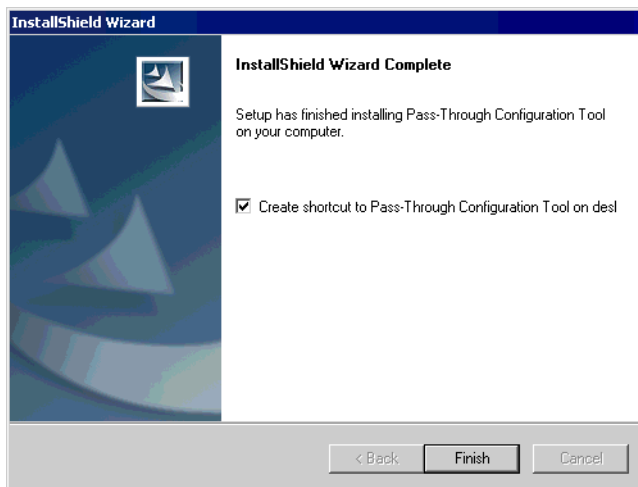 InstallShield Wizard
InstallShield Wizard Complete
Setup has finished installing Pass-Through Configuration Tool
on your computer.
Create shortcut to Pass-Through Configuration Tool on desl
< Back
Finish
Cancel